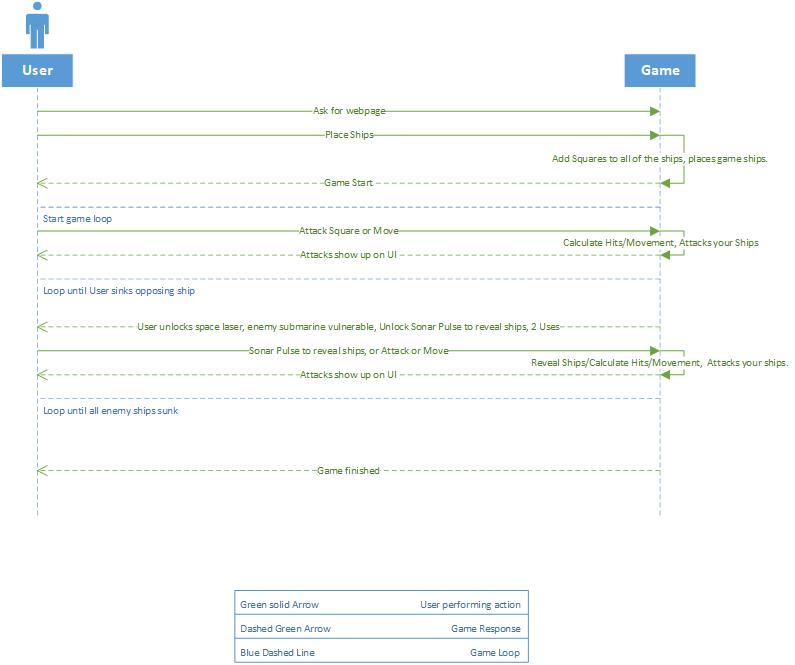 User
Game
Ask for webpage
Place Ships
Add Squares to all of the ships, places game ships.
Game Start
Start game loop
Attack Square or Move
Calculate Hits/Movement, Attacks your Ships
Attacks show up on UI
Loop until User sinks opposing ship
User unlocks space laser, enemy submarine vulnerable, Unlock Sonar Pulse to reveal ships, 2 Uses
Sonar Pulse to reveal ships, or Attack or Move
Reveal Ships/Calculate Hits/Movement, Attacks your ships.
Attacks show up on UI
Loop until all enemy ships sunk
Game finished
Green solid Arrow User performing action
Dashed Green Arrow Game Response
Blue Dashed Line Game Loop